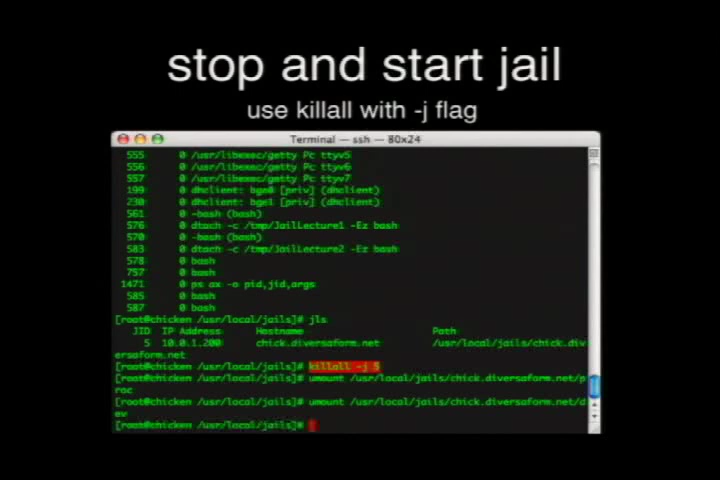 stop and start jail
use killall with -j flag
Terminal — ssh — 80x24
555 0 /usr/libexec/getty Pc ttyv5
556 0 /usr/libexec/getty Pc ttyv6
557 0 /usr/libexec/getty Pc ttyv7
199 0 dhclient: bge0 [priv] (dhclient)
230 0 dhclient: bge1 [priv] (dhclient)
561 0 -bash (bash)
576 0 dtach -c /tmp/JailLecture1 -Ez bash
570 0 -bash (bash)
583 0 dtach -c /tmp/JailLecture2 -Ez bash
578 0 bash
757 0 bash
1471 0 ps ax -o pid,jid,args
585 0 bash
587 0 bash
[root@chicken /usr/local/jails]# jls
JID IP Address Hostname Path
5 10.0.1.200 chick.diversaform.net /usr/local/jails/chick.div
ersaform.net
[root@chicken /usr/local/jails]# killall -j 5
[root@chicken /usr/local/jails]# umount /usr/local/jails/chick.diversaform.net/p
roc
[root@chicken /usr/local/jails]# umount /usr/local/jails/chick.diversaform.net/d
ev
[root@chicken /usr/local/jails]#